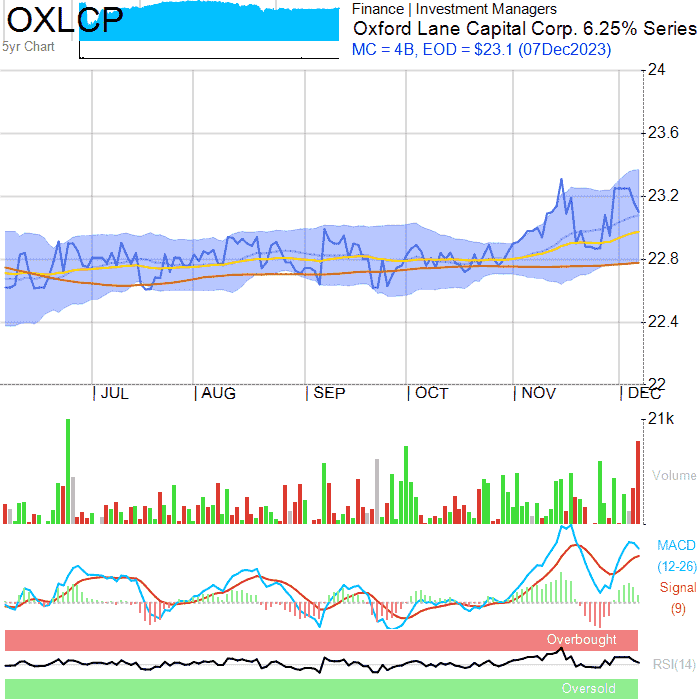 OXLCP
5yr Chart
Finance | Investment Managers
Oxford Lane Capital Corp. 6.25% Series
MC = 4B, EOD = $23.1 (07Dec2023)
24
23.6
23.2
22.8
22.4
22
| JUL | AUG | SEP | OCT | NOV | DEC
21k
Volume
MACD
(12-26)
Signal
(9)
Overbought
RSI(14)
Oversold